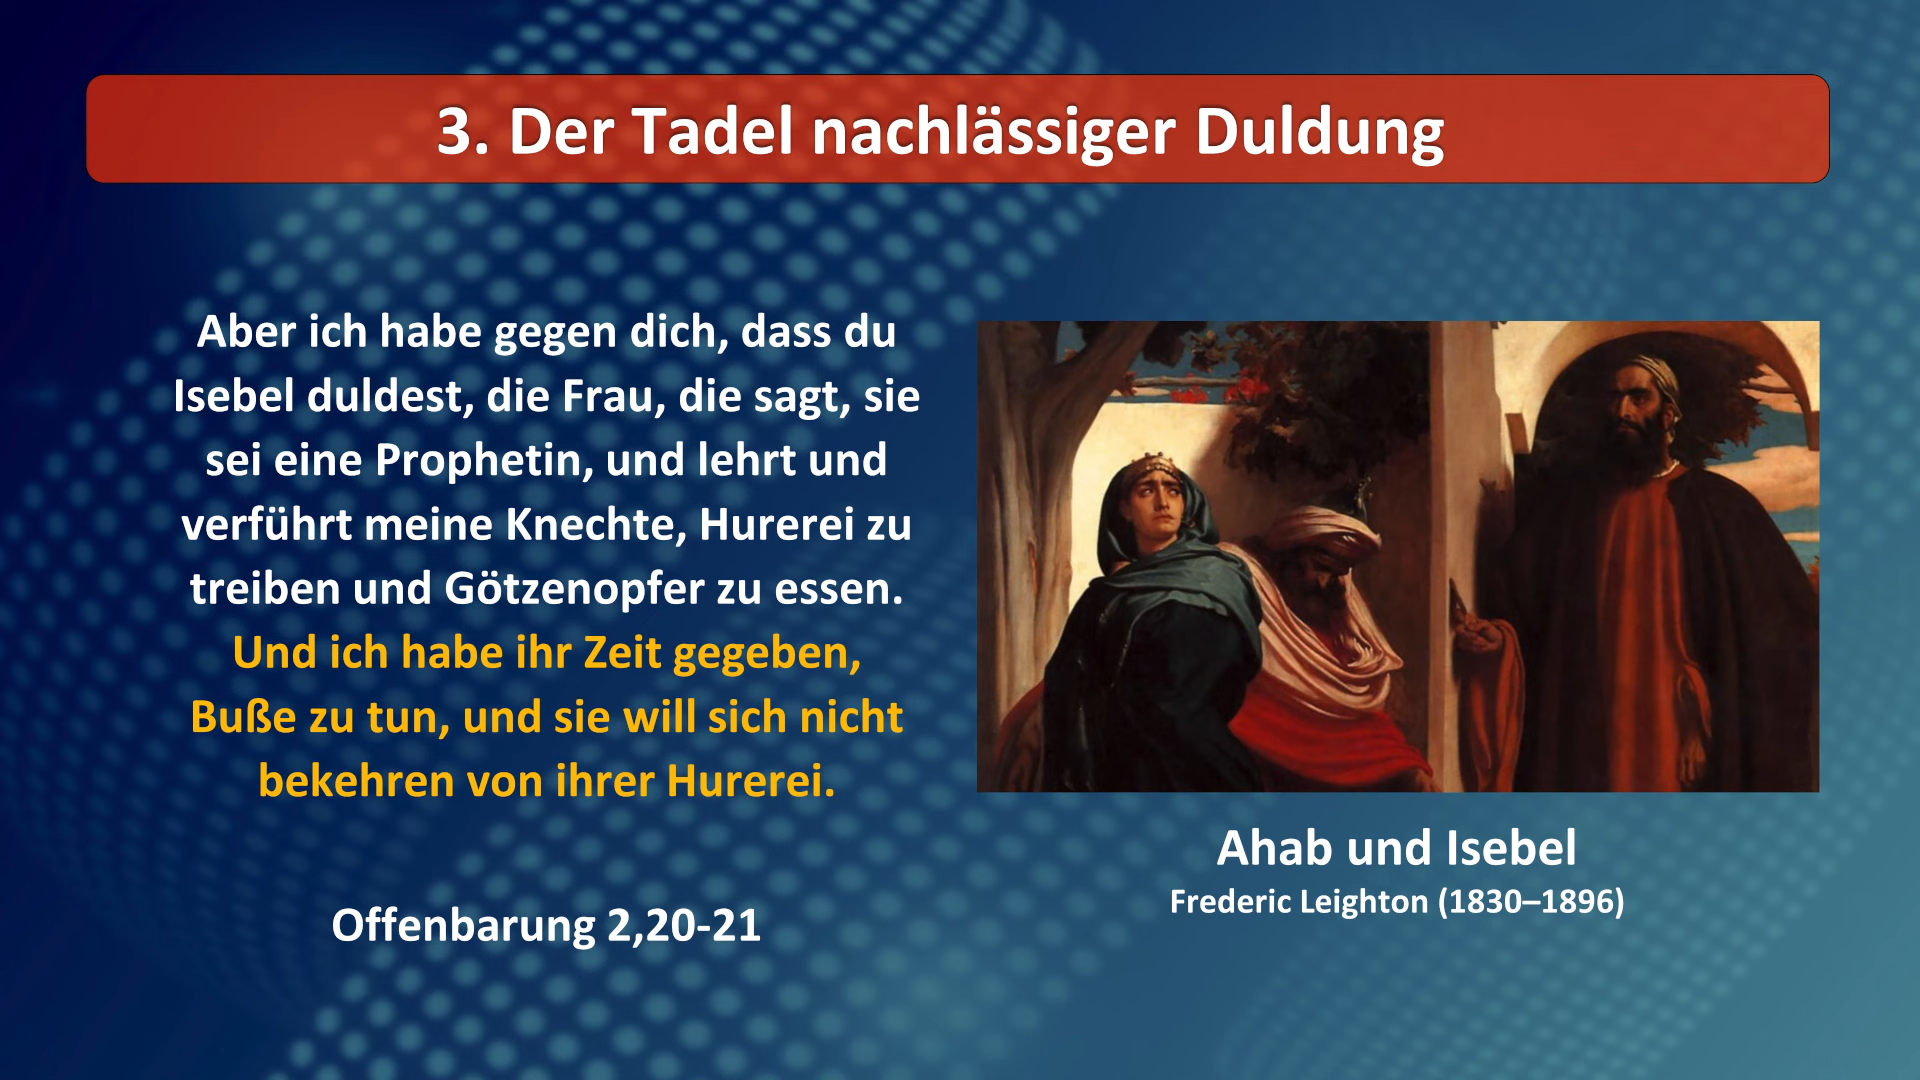 3. Der Tadel nachlässiger Duldung
Aber ich habe gegen dich, dass du
Isebel duldest, die Frau, die sagt, sie
sei eine Prophetin, und lehrt und
verführt meine Knechte, Hurerei zu
treiben und Götzenopfer zu essen.
Und ich habe ihr Zeit gegeben,
Buße zu tun, und sie will sich nicht
bekehren von ihrer Hurerei.
Offenbarung 2,20-21
Ahab und Isebel
Frederic Leighton (1830–1896)